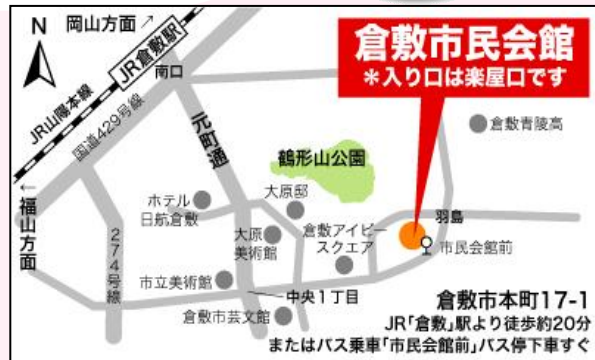 N
岡山方面↗
JR倉敷駅
南口
JR山陽本線
国道429号線
元町通
倉敷市民会館
*入り口は楽屋口です
倉敷青陵高
鶴形山公園
←福山方面
ホテル
日航倉敷
大原邸
大原
美術館
倉敷アイビー
スクエア
羽島
市民会館前
274号線
市立美術館
中央1丁目
倉敷市芸文館
倉敷市本町17-1
JR「倉敷」駅より徒歩約20分
またはバス乗車「市民会館前」バス停下車すぐ